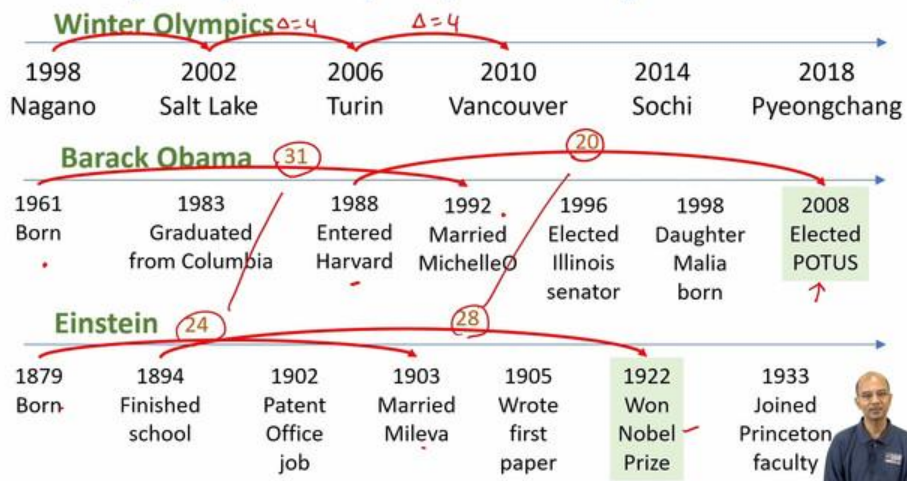 Winter Olympics
Δ=4
Δ=4
1998 2002 2006 2010 2014 2018
Nagano Salt Lake Turin Vancouver Sochi Pyeongchang
Barack Obama 31 20
1961 1983 1988 1992 1996 1998 2008
Born Graduated Entered Married Elected Daughter Elected
from Columbia Harvard MichelleO Illinois Malia POTUS
senator born
Einstein 24 28
1879 1894 1902 1903 1905 1922 1933
Born Finished Patent Married Wrote Won Joined
school Office Mileva first Nobel Princeton
job paper Prize faculty